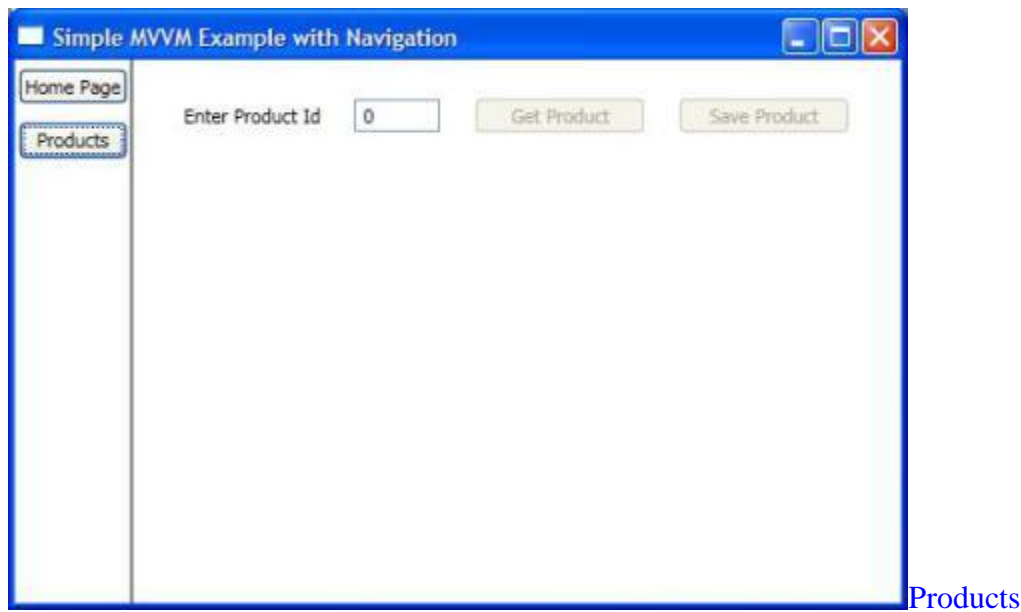 Simple MVVM Example with Navigation
Home Page
Enter Product Id 0 Get Product Save Product
Products
Products